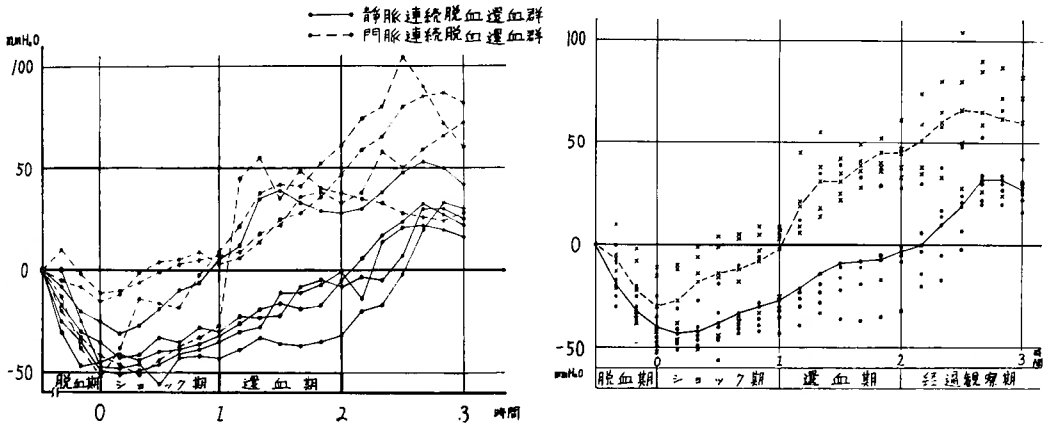 静脈連続脱血還血群
門脈連続脱血還血群
mmH₂O
100
50
0
-50
脱血期 ショック期 還血期
0 1 2 3 時間
100
50
0
-50
mmH₂O
脱血期 ショック期 還血期 経過観察期
0 1 2 3 時間